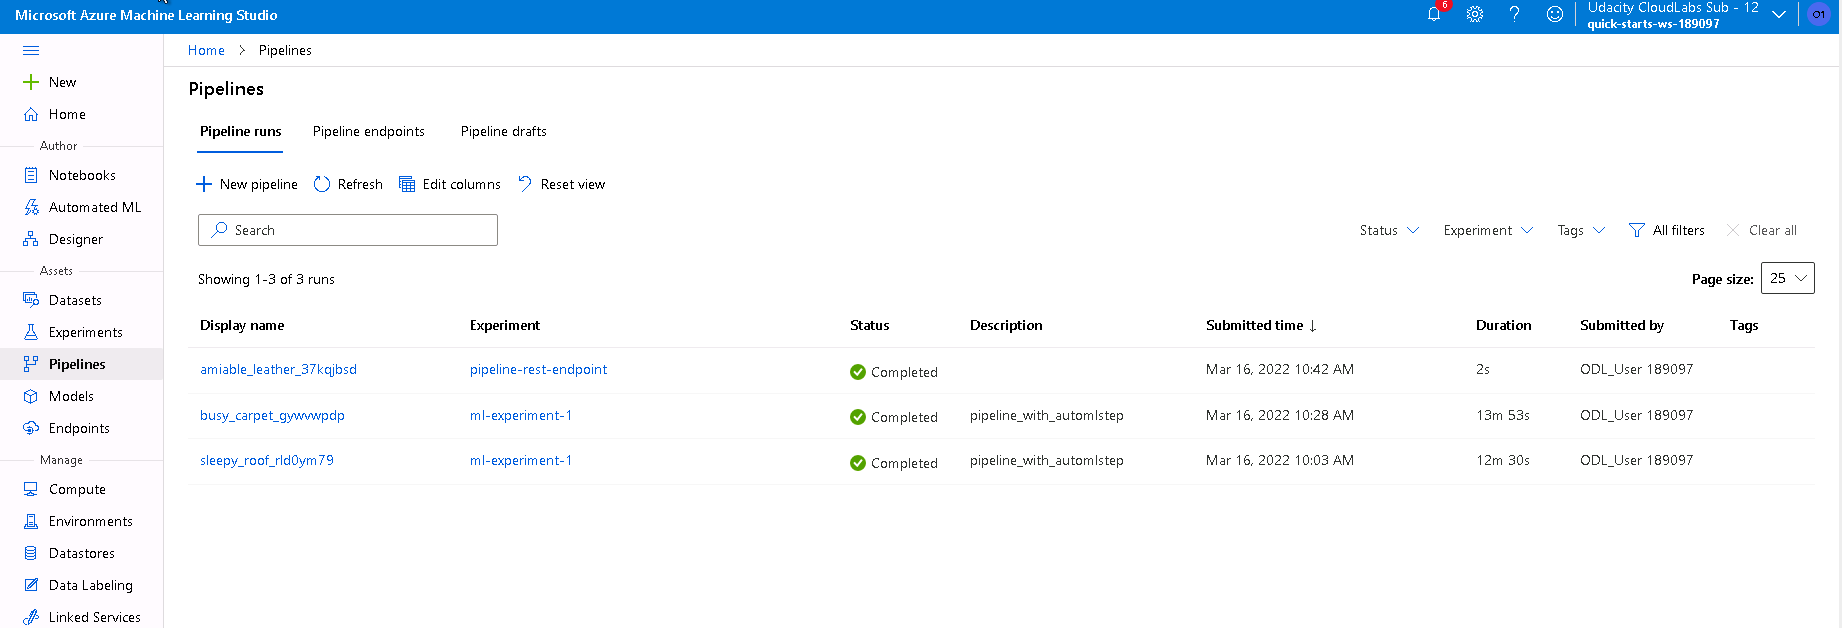 Microsoft Azure Machine Learning Studio
6
Udacity CloudLabs Sub - 12
quick-starts-ws-189097
O1
Home > Pipelines
New
Home
Author
Notebooks
Automated ML
Designer
Assets
Datasets
Experiments
Pipelines
Models
Endpoints
Manage
Compute
Environments
Datastores
Data Labeling
Linked Services
Pipelines
Pipeline runs Pipeline endpoints Pipeline drafts
New pipeline Refresh Edit columns Reset view
Search
Status Experiment Tags All filters Clear all
Showing 1-3 of 3 runs
Page size: 25
Display name Experiment Status Description Submitted time ↓ Duration Submitted by Tags
amiable_leather_37kqjbsd pipeline-rest-endpoint Completed Mar 16, 2022 10:42 AM 2s ODL_User 189097
busy_carpet_gywvwpdp ml-experiment-1 Completed pipeline_with_automlstep Mar 16, 2022 10:28 AM 13m 53s ODL_User 189097
sleepy_roof_rld0ym79 ml-experiment-1 Completed pipeline_with_automlstep Mar 16, 2022 10:03 AM 12m 30s ODL_User 189097